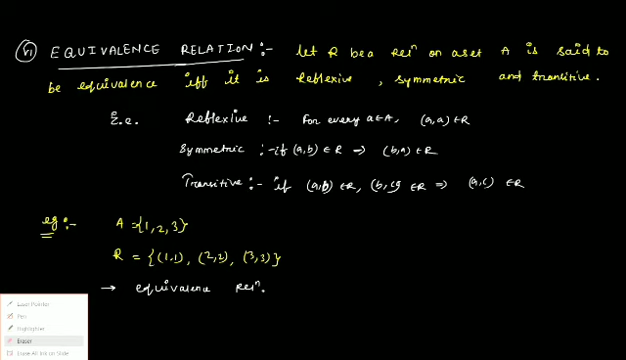 vi) EQUIVALENCE RELATION :- let R be a relⁿ on a set A is said to
be equivalence iff it is Reflexive, symmetric and transitive.
I.e. Reflexive :- For every a∈A, (a,a)∈R
Symmetric :- if (a,b)∈R ⇒ (b,a)∈R
Transitive :- if (a,b)∈R, (b,c)∈R ⇒ (a,c)∈R
eg :- A = {1,2,3}
R = {(1,1), (2,2), (3,3)}
→ equivalence relⁿ.
Laser Pointer
Pen
Highlighter
Eraser
Erase All Ink on Slide